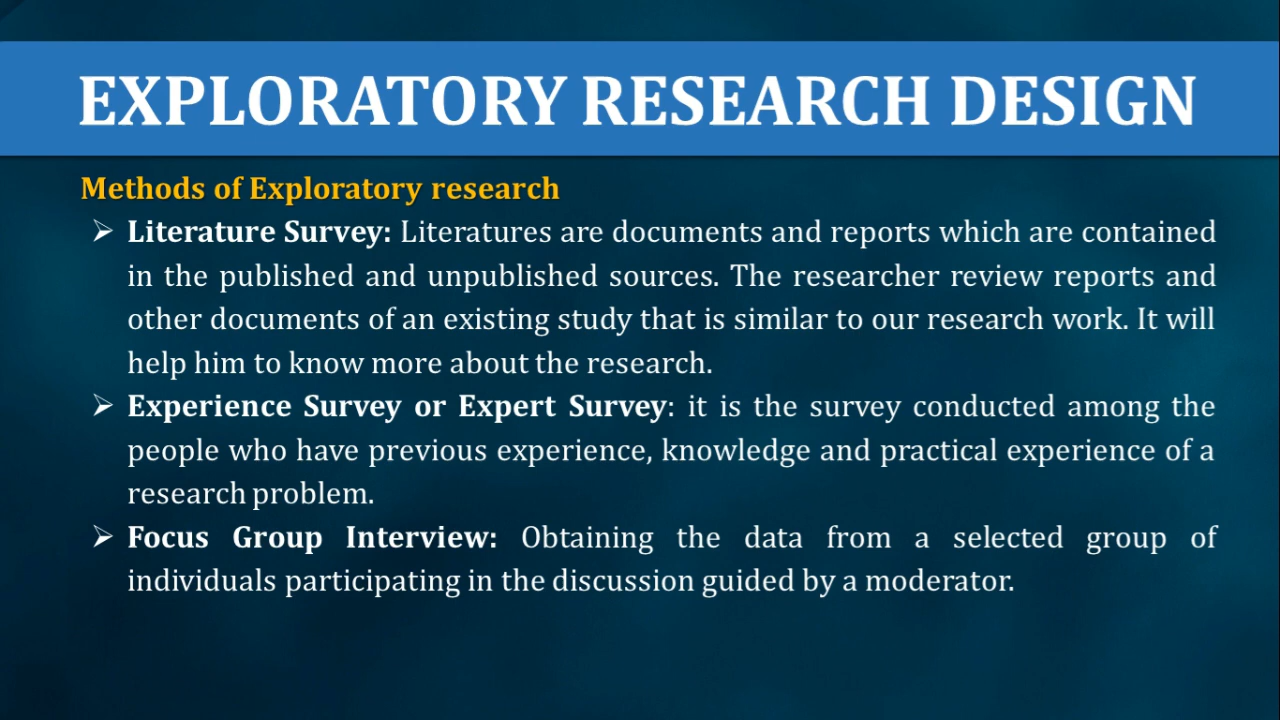 EXPLORATORY RESEARCH DESIGN
Methods of Exploratory research
➢ Literature Survey: Literatures are documents and reports which are contained
in the published and unpublished sources. The researcher review reports and
other documents of an existing study that is similar to our research work. It will
help him to know more about the research.
➢ Experience Survey or Expert Survey: it is the survey conducted among the
people who have previous experience, knowledge and practical experience of a
research problem.
➢ Focus Group Interview: Obtaining the data from a selected group of
individuals participating in the discussion guided by a moderator.